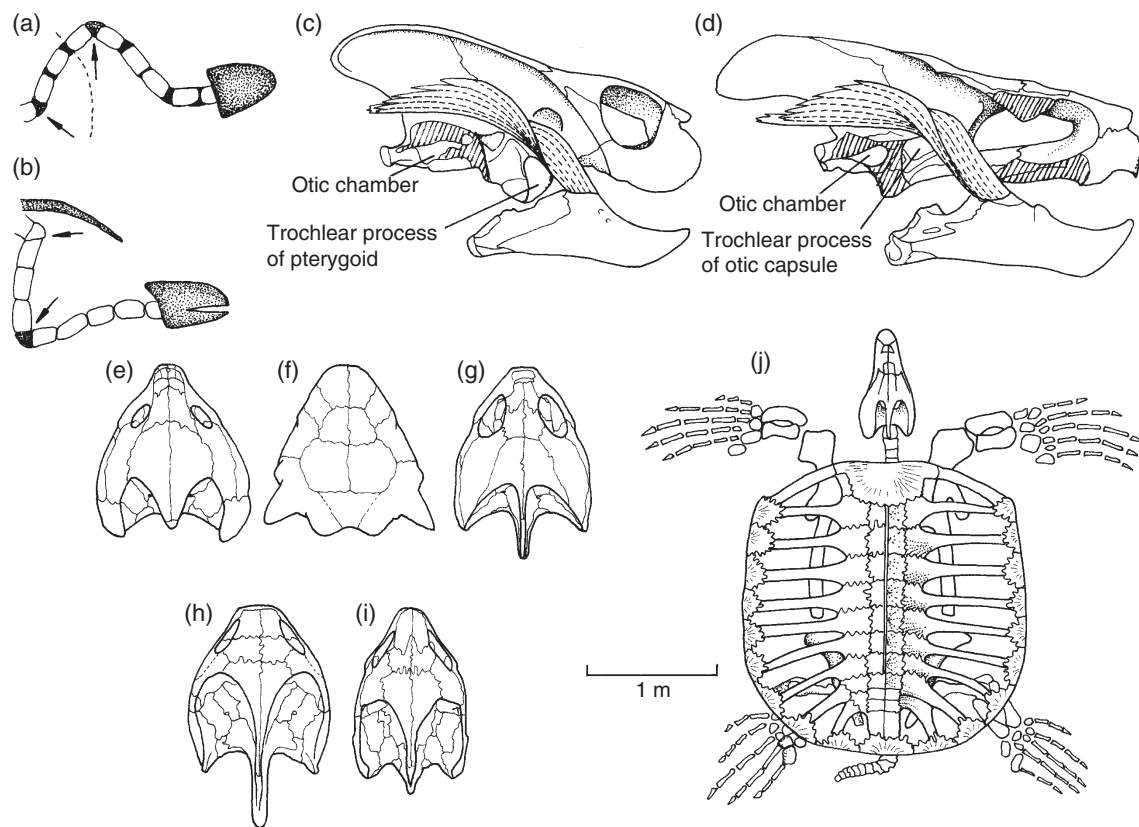 (a)
(b)
(c)
Otic chamber
Trochlear process
of pterygoid
(d)
Otic chamber
Trochlear process
of otic capsule
(e)
(f)
(g)
(h)
(i)
(j)
1 m